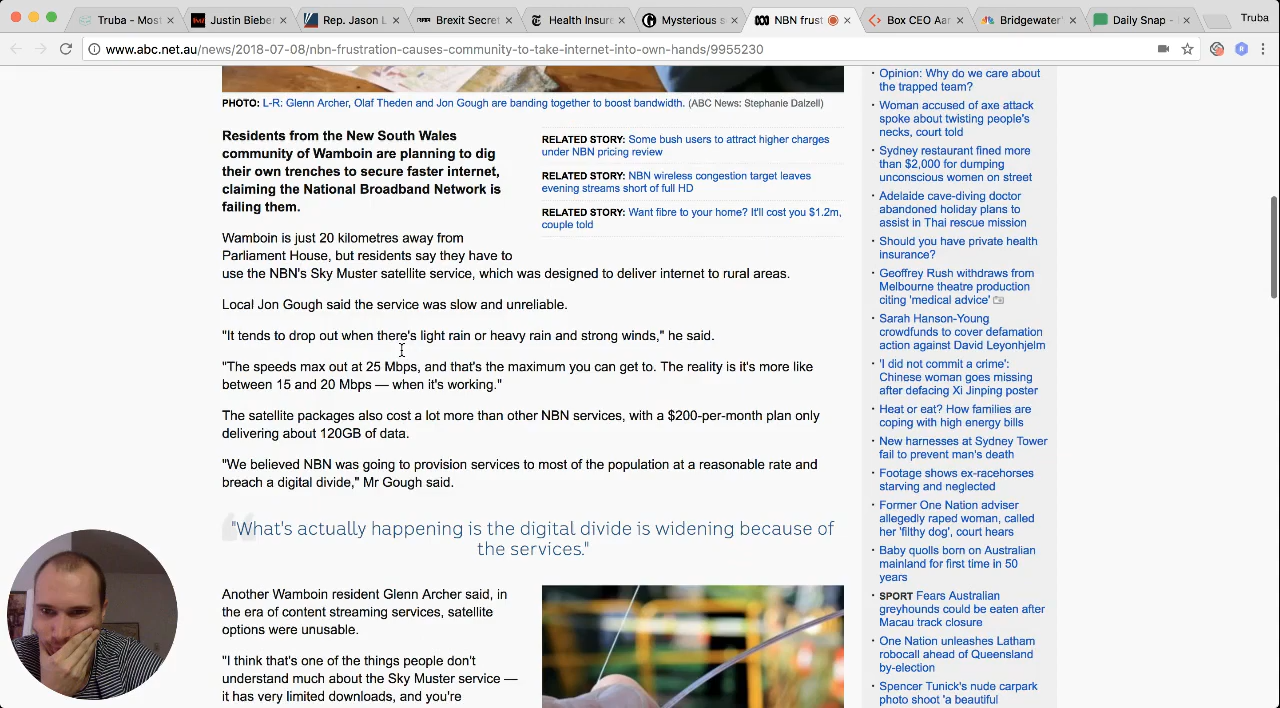 Truba - Most
Justin Bieber
Rep. Jason L
Brexit Secret
Health Insur
Mysterious s
NBN frust
Box CEO Aar
Bridgewater'
Daily Snap -
Truba
www.abc.net.au/news/2018-07-08/nbn-frustration-causes-community-to-take-internet-into-own-hands/9955230
PHOTO: L-R: Glenn Archer, Olaf Theden and Jon Gough are banding together to boost bandwidth. (ABC News: Stephanie Dalzell)
Residents from the New South Wales
community of Wamboin are planning to dig
their own trenches to secure faster internet,
claiming the National Broadband Network is
failing them.
RELATED STORY: Some bush users to attract higher charges
under NBN pricing review
RELATED STORY: NBN wireless congestion target leaves
evening streams short of full HD
RELATED STORY: Want fibre to your home? It'll cost you $1.2m,
couple told
Wamboin is just 20 kilometres away from
Parliament House, but residents say they have to
use the NBN's Sky Muster satellite service, which was designed to deliver internet to rural areas.
Local Jon Gough said the service was slow and unreliable.
"It tends to drop out when there's light rain or heavy rain and strong winds," he said.
"The speeds max out at 25 Mbps, and that's the maximum you can get to. The reality is it's more like
between 15 and 20 Mbps — when it's working."
The satellite packages also cost a lot more than other NBN services, with a $200-per-month plan only
delivering about 120GB of data.
"We believed NBN was going to provision services to most of the population at a reasonable rate and
breach a digital divide," Mr Gough said.
"What's actually happening is the digital divide is widening because of
the services."
Another Wamboin resident Glenn Archer said, in
the era of content streaming services, satellite
options were unusable.
"I think that's one of the things people don't
understand much about the Sky Muster service —
it has very limited downloads, and you're
Opinion: Why do we care about
the trapped team?
Woman accused of axe attack
spoke about twisting people's
necks, court told
Sydney restaurant fined more
than $2,000 for dumping
unconscious women on street
Adelaide cave-diving doctor
abandoned holiday plans to
assist in Thai rescue mission
Should you have private health
insurance?
Geoffrey Rush withdraws from
Melbourne theatre production
citing 'medical advice'
Sarah Hanson-Young
crowdfunds to cover defamation
action against David Leyonhjelm
'I did not commit a crime':
Chinese woman goes missing
after defacing Xi Jinping poster
Heat or eat? How families are
coping with high energy bills
New harnesses at Sydney Tower
fail to prevent man's death
Footage shows ex-racehorses
starving and neglected
Former One Nation adviser
allegedly raped woman, called
her 'filthy dog', court hears
Baby quolls born on Australian
mainland for first time in 50
years
SPORT Fears Australian
greyhounds could be eaten after
Macau track closure
One Nation unleashes Latham
robocall ahead of Queensland
by-election
Spencer Tunick's nude carpark
photo shoot 'a beautiful